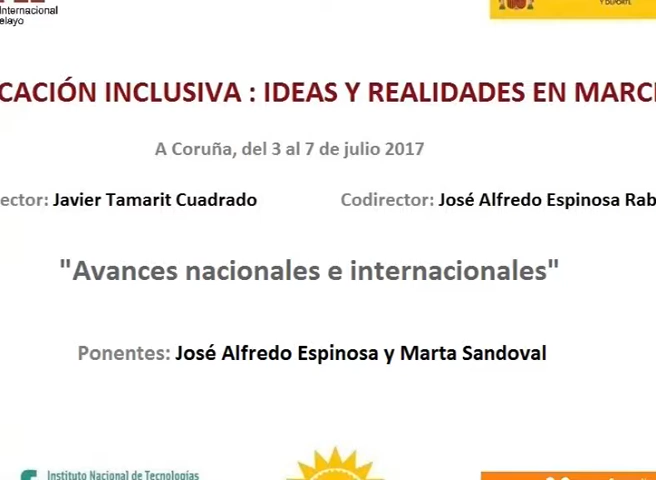 Internacional
elayo
Y DEPORTE
CACIÓN INCLUSIVA : IDEAS Y REALIDADES EN MARC
A Coruña, del 3 al 7 de julio 2017
ector: Javier Tamarit Cuadrado Codirector: José Alfredo Espinosa Rab
"Avances nacionales e internacionales"
Ponentes: José Alfredo Espinosa y Marta Sandoval
Instituto Nacional de Tecnologías